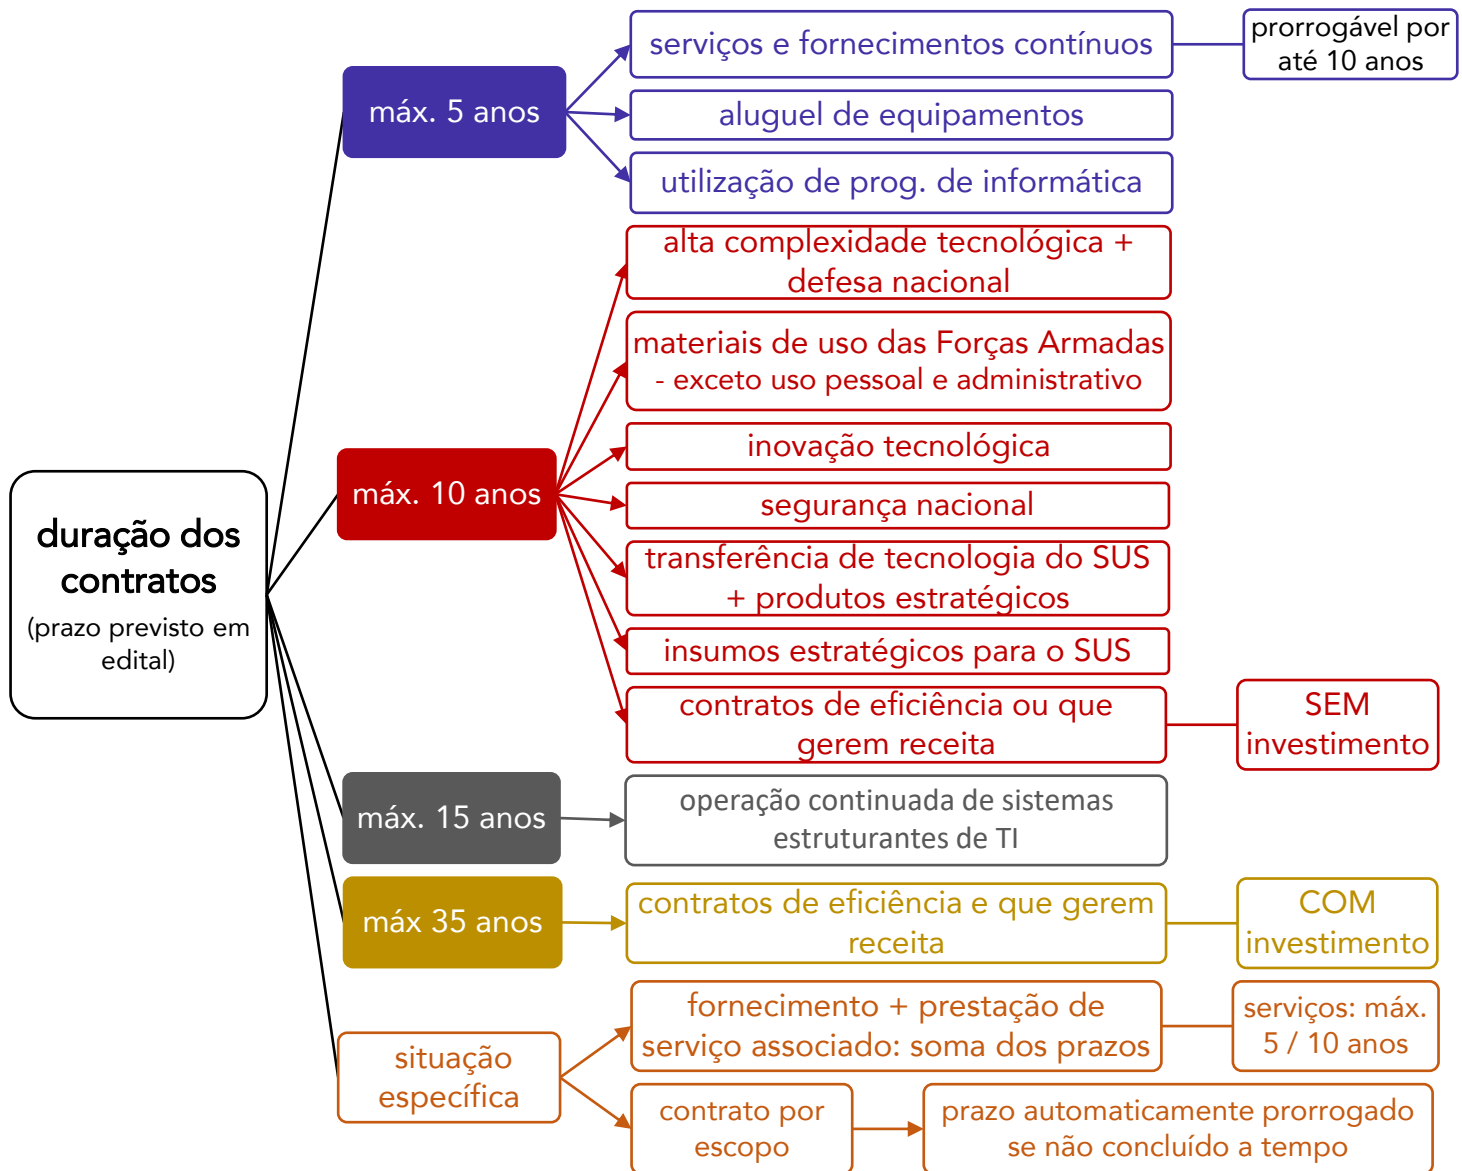 duração dos
contratos
(prazo previsto em
edital)
máx. 5 anos
serviços e fornecimentos contínuos
prorrogável por
até 10 anos
aluguel de equipamentos
utilização de prog. de informática
máx. 10 anos
alta complexidade tecnológica +
defesa nacional
materiais de uso das Forças Armadas
- exceto uso pessoal e administrativo
inovação tecnológica
segurança nacional
transferência de tecnologia do SUS
+ produtos estratégicos
insumos estratégicos para o SUS
contratos de eficiência ou que
gerem receita
SEM
investimento
máx. 15 anos
operação continuada de sistemas
estruturantes de TI
máx 35 anos
contratos de eficiência e que gerem
receita
COM
investimento
situação
específica
fornecimento + prestação de
serviço associado: soma dos prazos
serviços: máx.
5 / 10 anos
contrato por
escopo
prazo automaticamente prorrogado
se não concluído a tempo